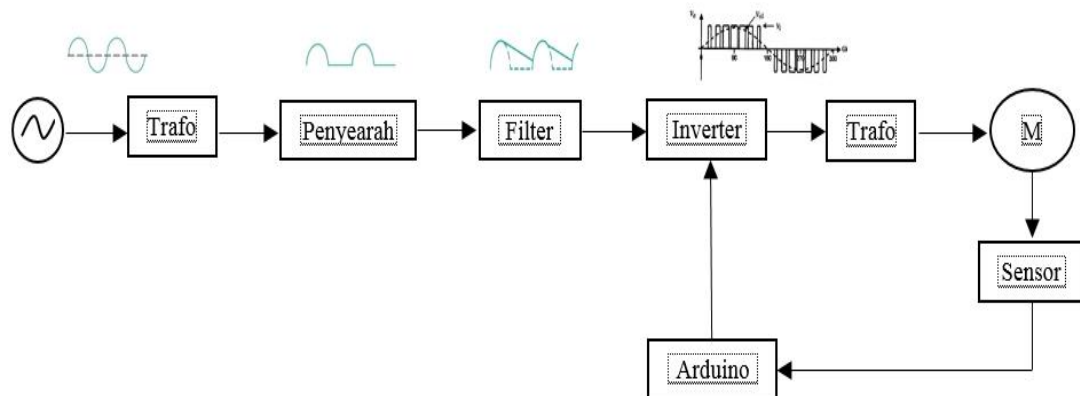 Trafo
Penyearah
Filter
Inverter
Trafo
M
Sensor
Arduino